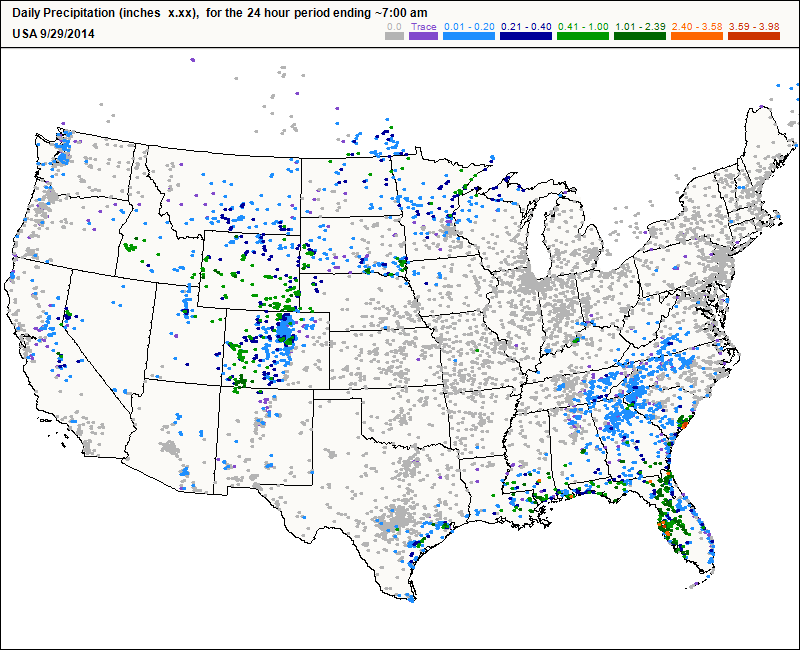 Daily Precipitation (inches x.xx), for the 24 hour period ending ~7:00 am
USA 9/29/2014
0.0 Trace 0.01 - 0.20 0.21 - 0.40 0.41 - 1.00 1.01 - 2.39 2.40 - 3.58 3.59 - 3.98